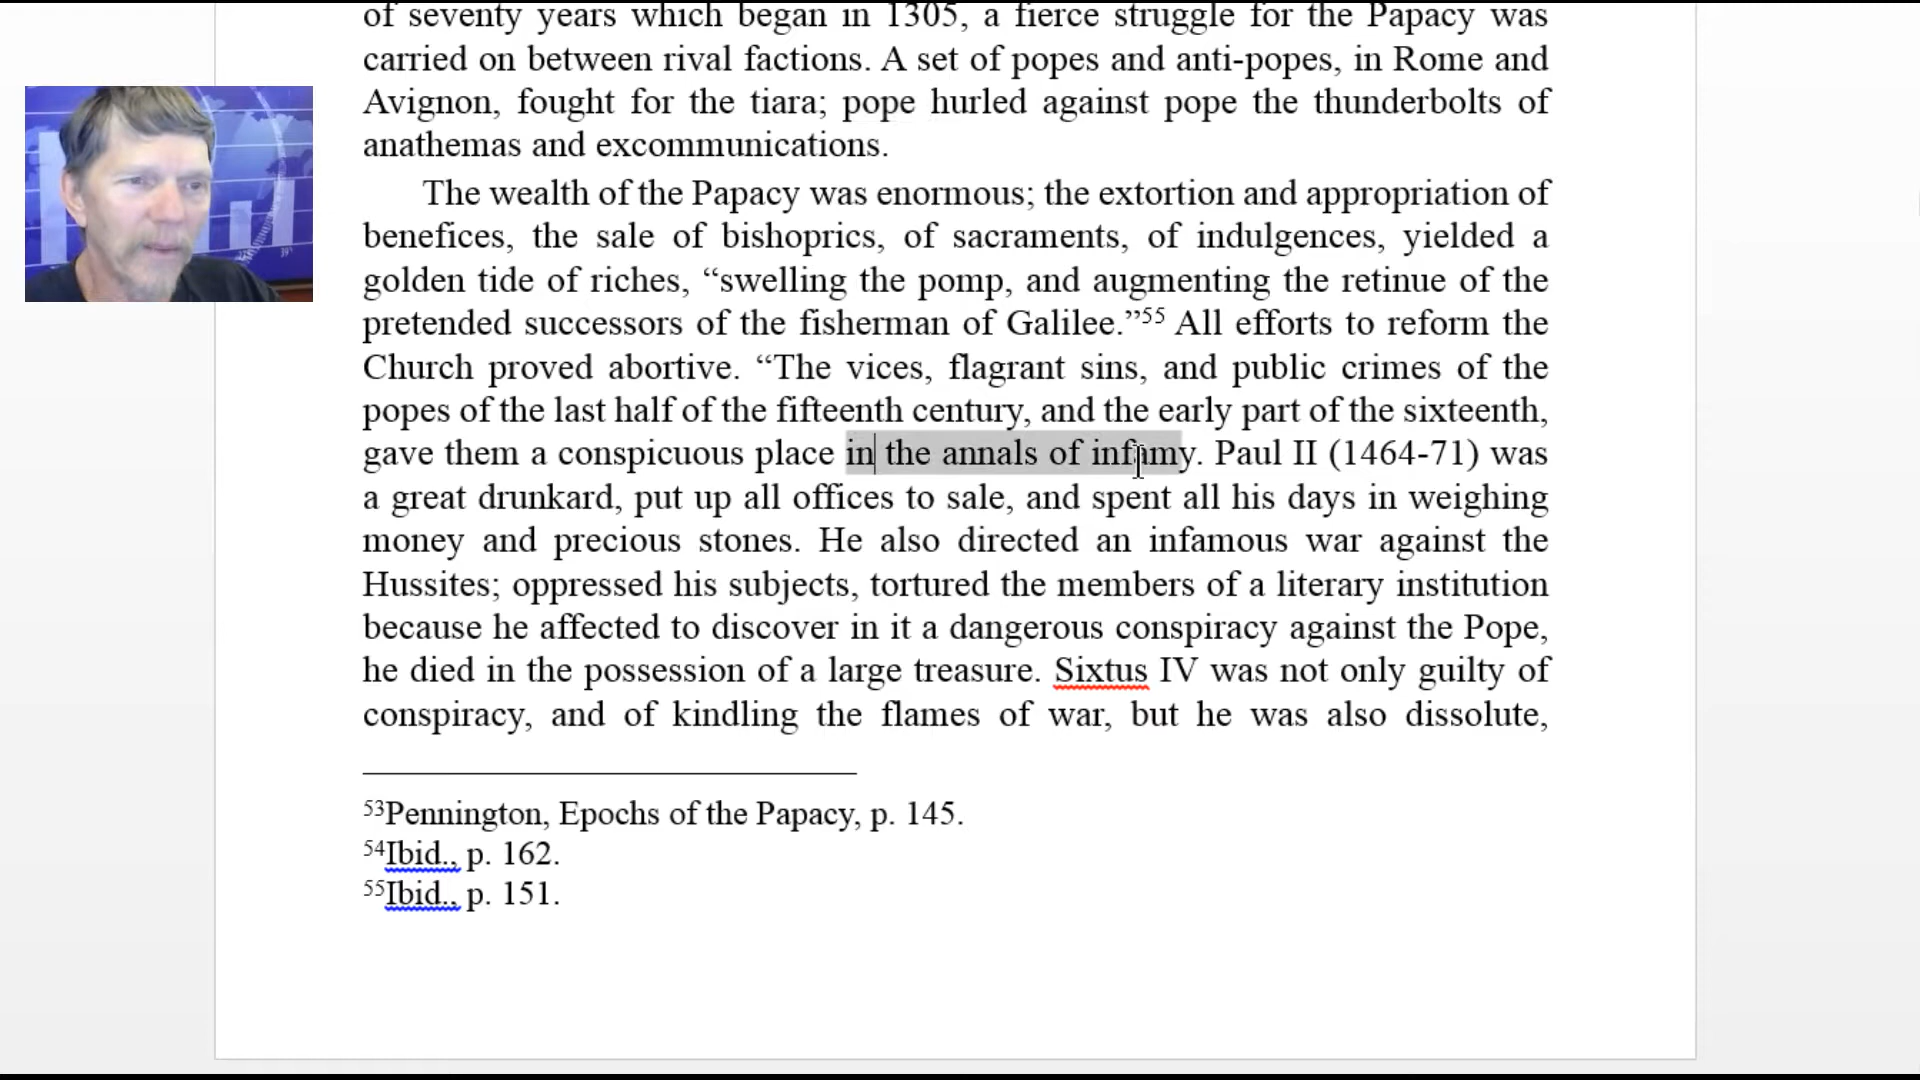 of seventy years which began in 1305, a fierce struggle for the Papacy was
carried on between rival factions. A set of popes and anti-popes, in Rome and
Avignon, fought for the tiara; pope hurled against pope the thunderbolts of
anathemas and excommunications.
The wealth of the Papacy was enormous; the extortion and appropriation of
benefices, the sale of bishoprics, of sacraments, of indulgences, yielded a
golden tide of riches, “swelling the pomp, and augmenting the retinue of the
pretended successors of the fisherman of Galilee.”55 All efforts to reform the
Church proved abortive. “The vices, flagrant sins, and public crimes of the
popes of the last half of the fifteenth century, and the early part of the sixteenth,
gave them a conspicuous place in the annals of infamy. Paul II (1464-71) was
a great drunkard, put up all offices to sale, and spent all his days in weighing
money and precious stones. He also directed an infamous war against the
Hussites; oppressed his subjects, tortured the members of a literary institution
because he affected to discover in it a dangerous conspiracy against the Pope,
he died in the possession of a large treasure. Sixtus IV was not only guilty of
conspiracy, and of kindling the flames of war, but he was also dissolute,
53Pennington, Epochs of the Papacy, p. 145.
54Ibid., p. 162.
55Ibid., p. 151.